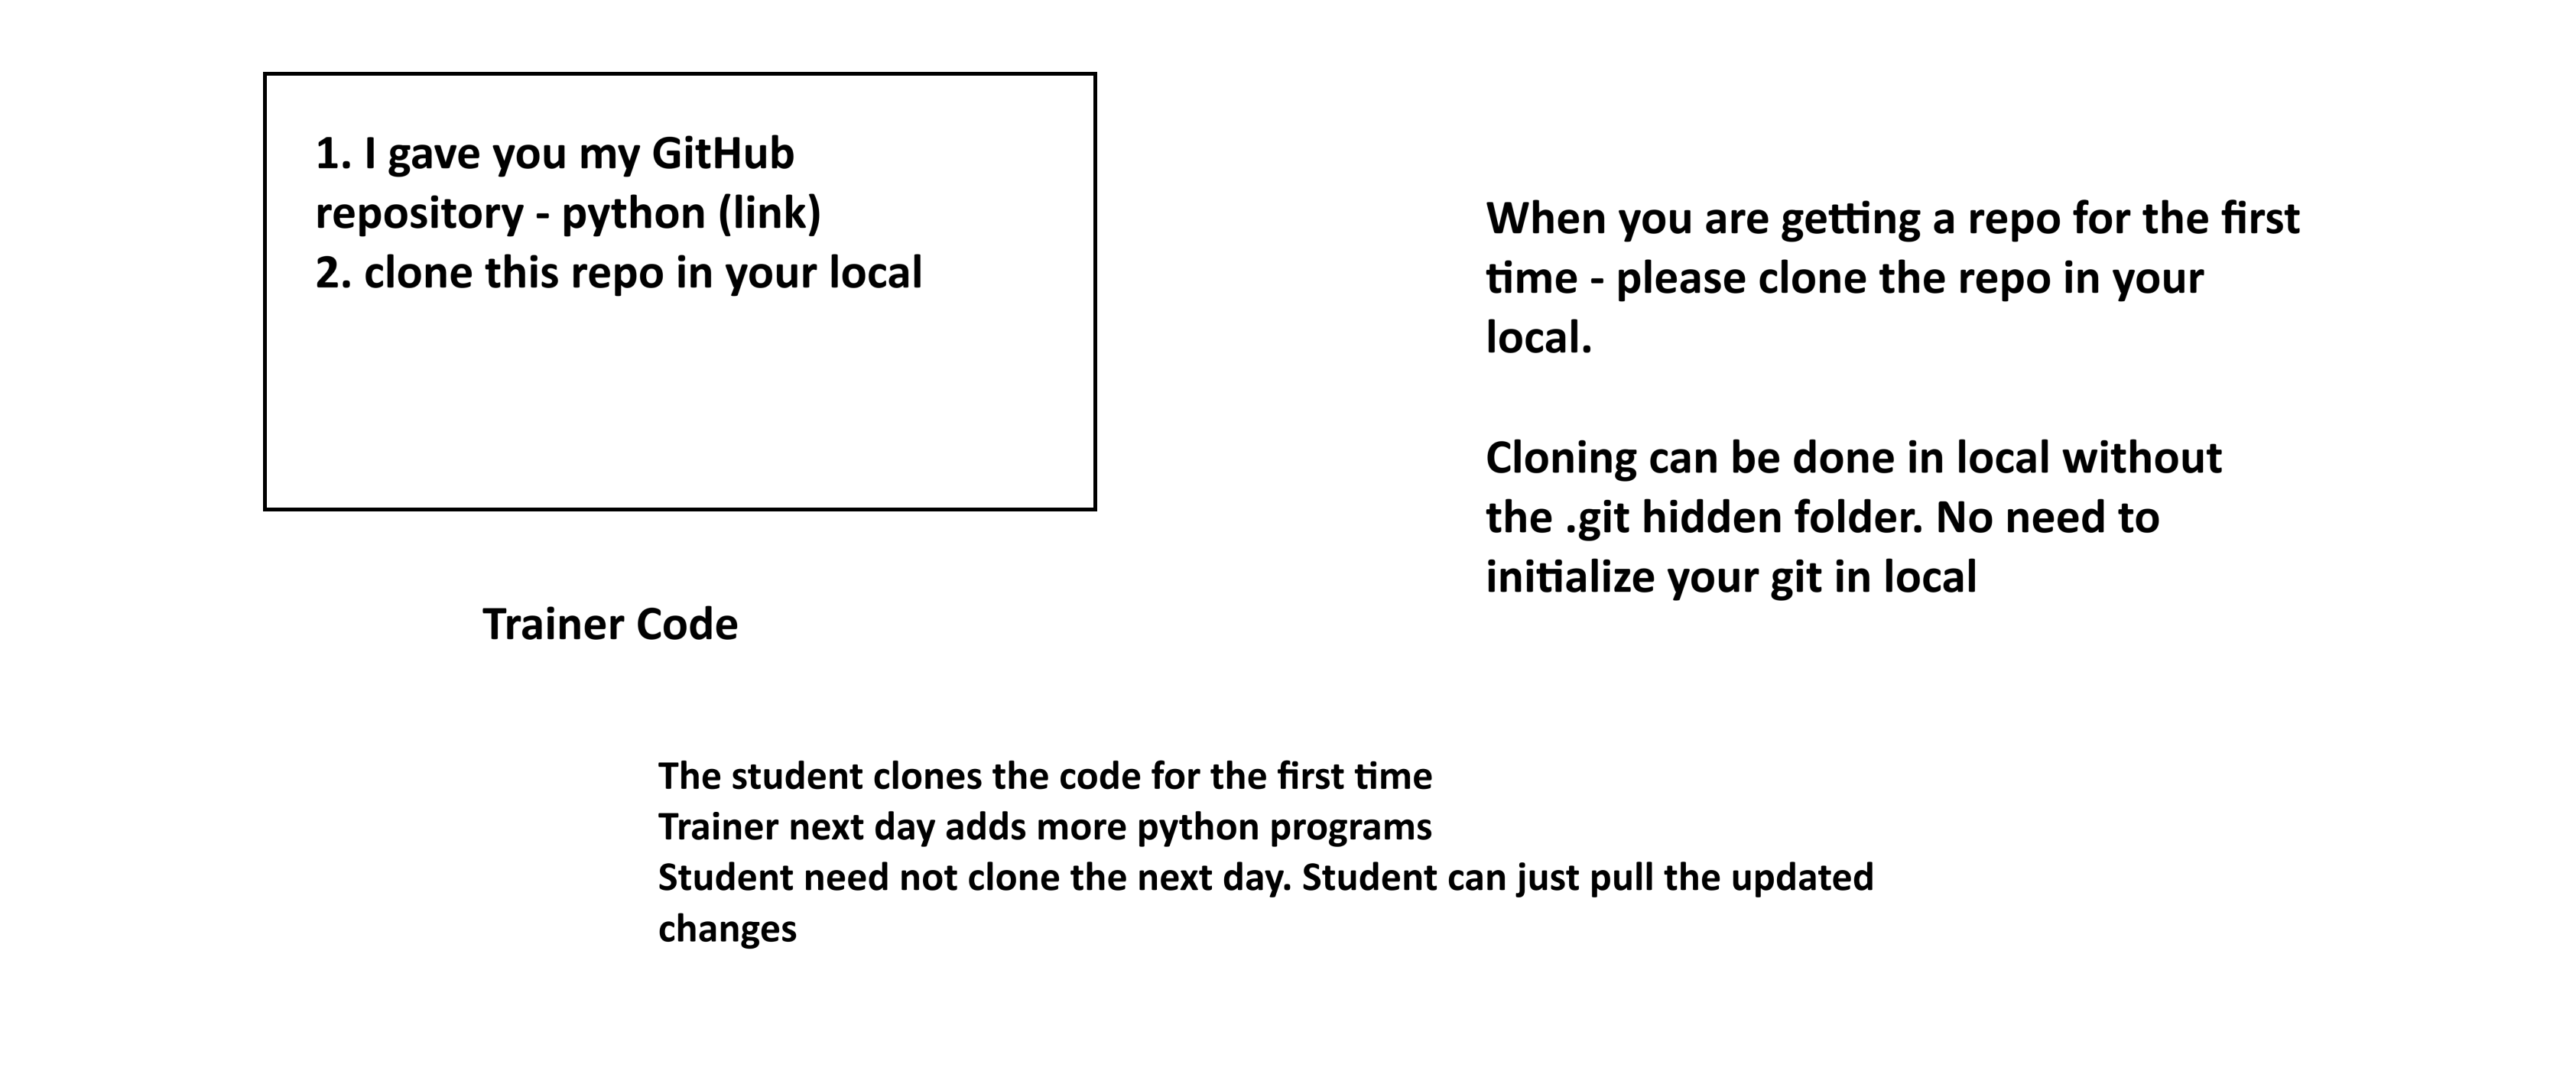 1. I gave you my GitHub
repository - python (link)
2. clone this repo in your local
When you are getting a repo for the first
time - please clone the repo in your
local.
Cloning can be done in local without
the .git hidden folder. No need to
initialize your git in local
Trainer Code
The student clones the code for the first time
Trainer next day adds more python programs
Student need not clone the next day. Student can just pull the updated
changes